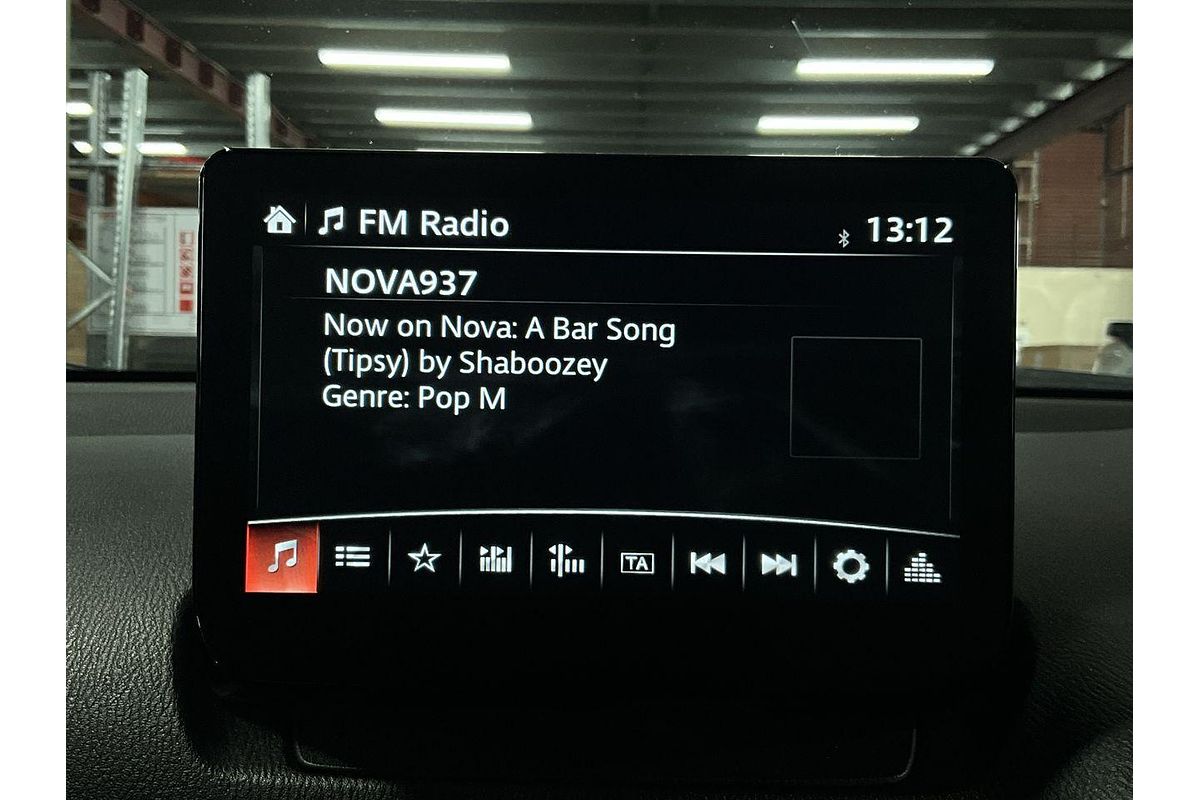 FM Radio
13:12
NOVA937
Now on Nova: A Bar Song
(Tipsy) by Shaboozey
Genre: Pop M
TA